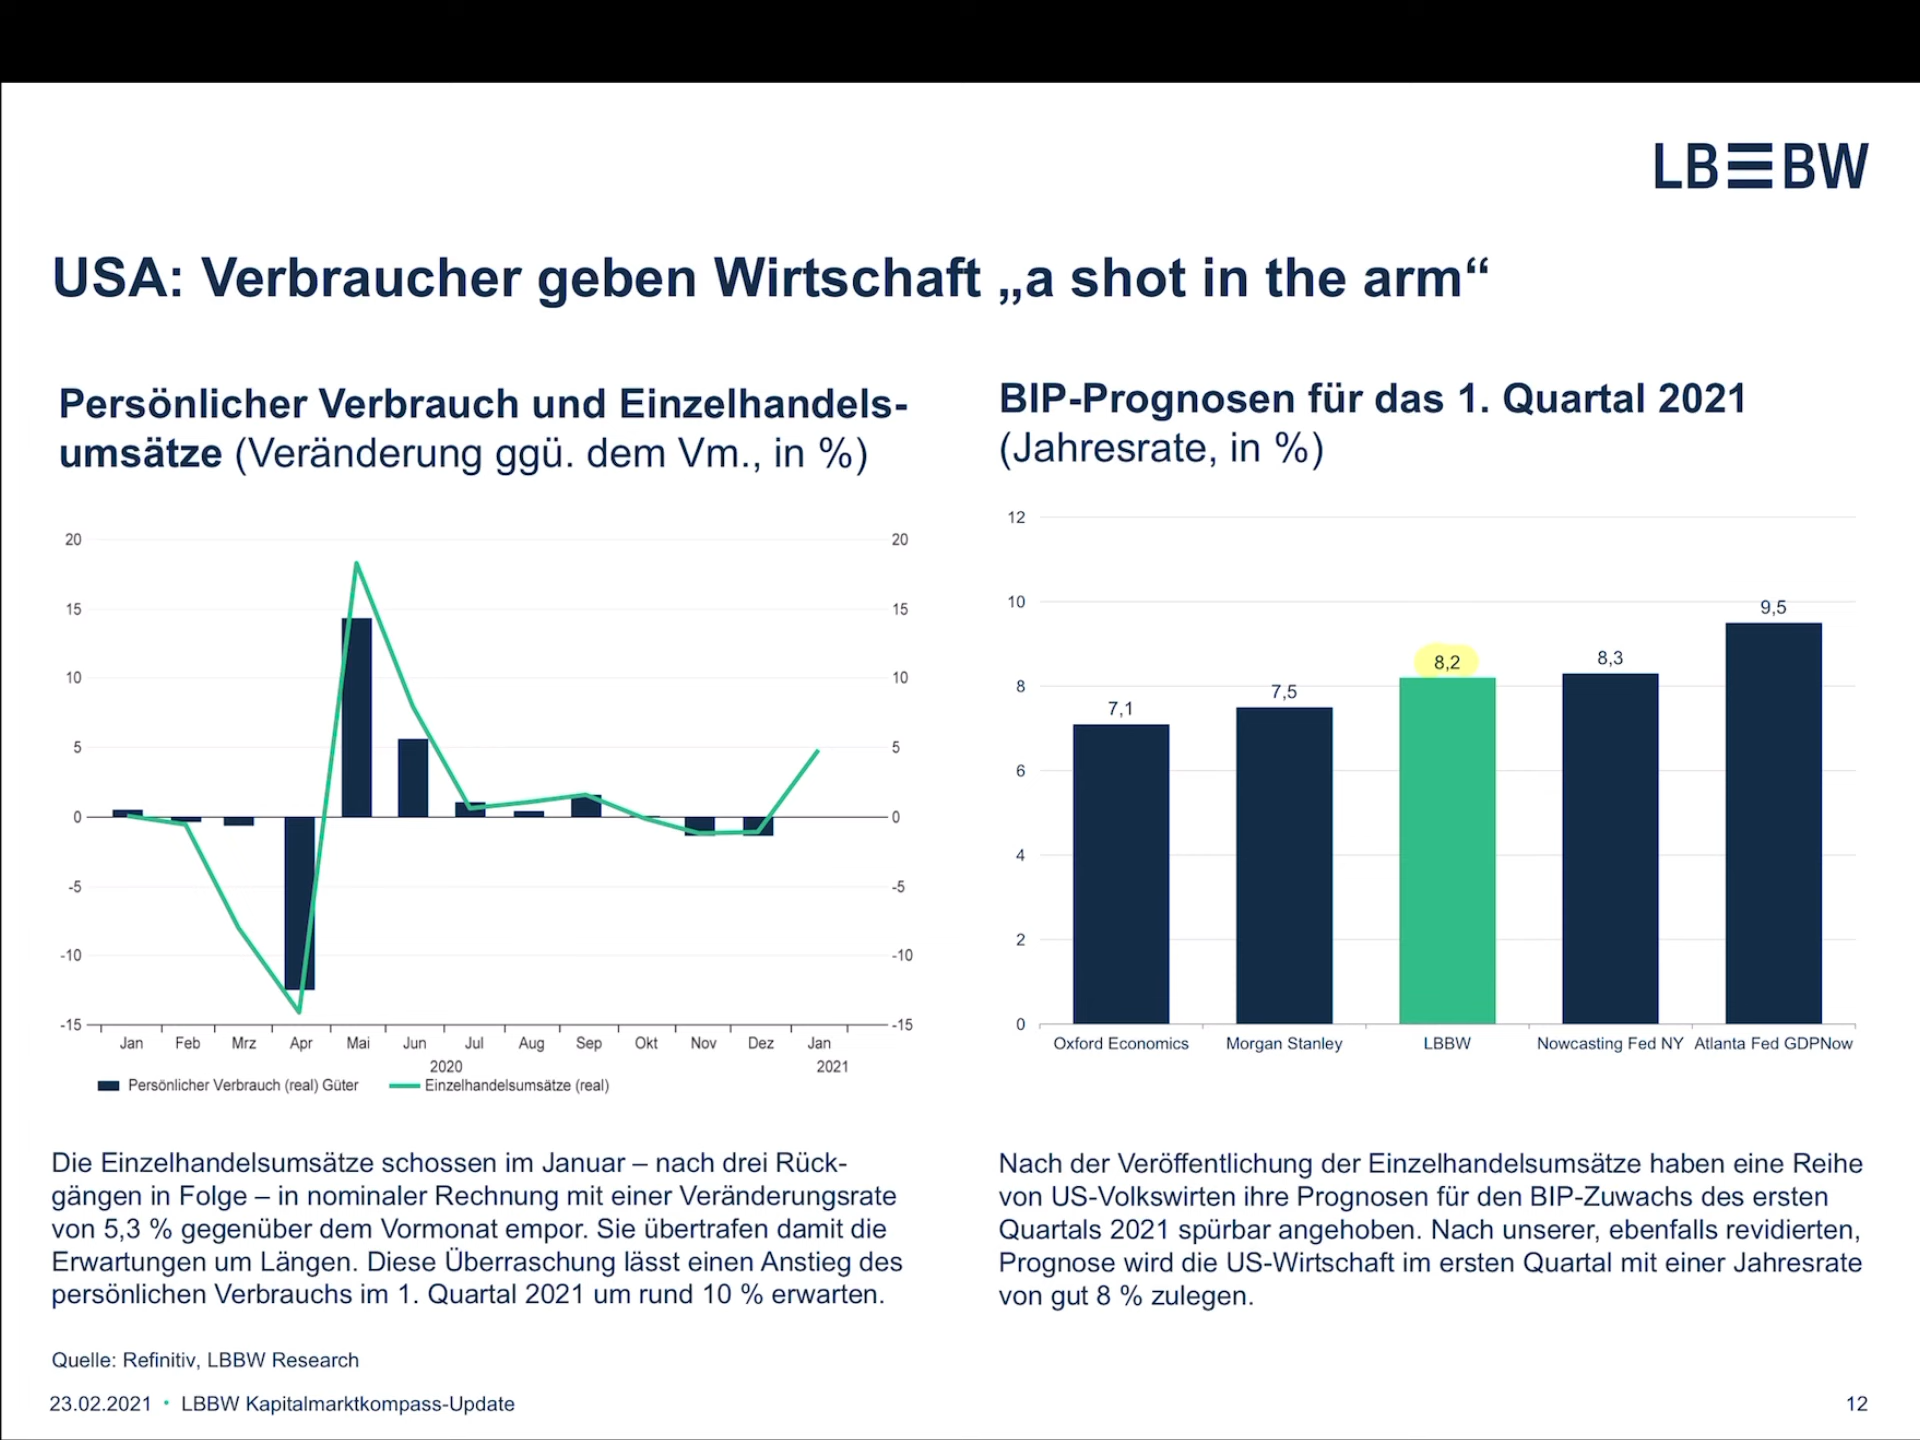 LBBW
USA: Verbraucher geben Wirtschaft „a shot in the arm“
Persönlicher Verbrauch und Einzelhandels-
umsätze (Veränderung ggü. dem Vm., in %)
20 20
15 15
10 10
5 5
0 0
-5 -5
-10 -10
-15 -15
Jan Feb Mrz Apr Mai Jun Jul Aug Sep Okt Nov Dez Jan
2020 2021
Persönlicher Verbrauch (real) Güter Einzelhandelsumsätze (real)
Die Einzelhandelsumsätze schossen im Januar – nach drei Rück-
gängen in Folge – in nominaler Rechnung mit einer Veränderungsrate
von 5,3 % gegenüber dem Vormonat empor. Sie übertrafen damit die
Erwartungen um Längen. Diese Überraschung lässt einen Anstieg des
persönlichen Verbrauchs im 1. Quartal 2021 um rund 10 % erwarten.
BIP-Prognosen für das 1. Quartal 2021
(Jahresrate, in %)
12
10
8
6
4
2
0
7,1
7,5
8,2
8,3
9,5
Oxford Economics Morgan Stanley LBBW Nowcasting Fed NY Atlanta Fed GDPNow
Nach der Veröffentlichung der Einzelhandelsumsätze haben eine Reihe
von US-Volkswirten ihre Prognosen für den BIP-Zuwachs des ersten
Quartals 2021 spürbar angehoben. Nach unserer, ebenfalls revidierten,
Prognose wird die US-Wirtschaft im ersten Quartal mit einer Jahresrate
von gut 8 % zulegen.
Quelle: Refinitiv, LBBW Research
23.02.2021 • LBBW Kapitalmarktkompass-Update
12